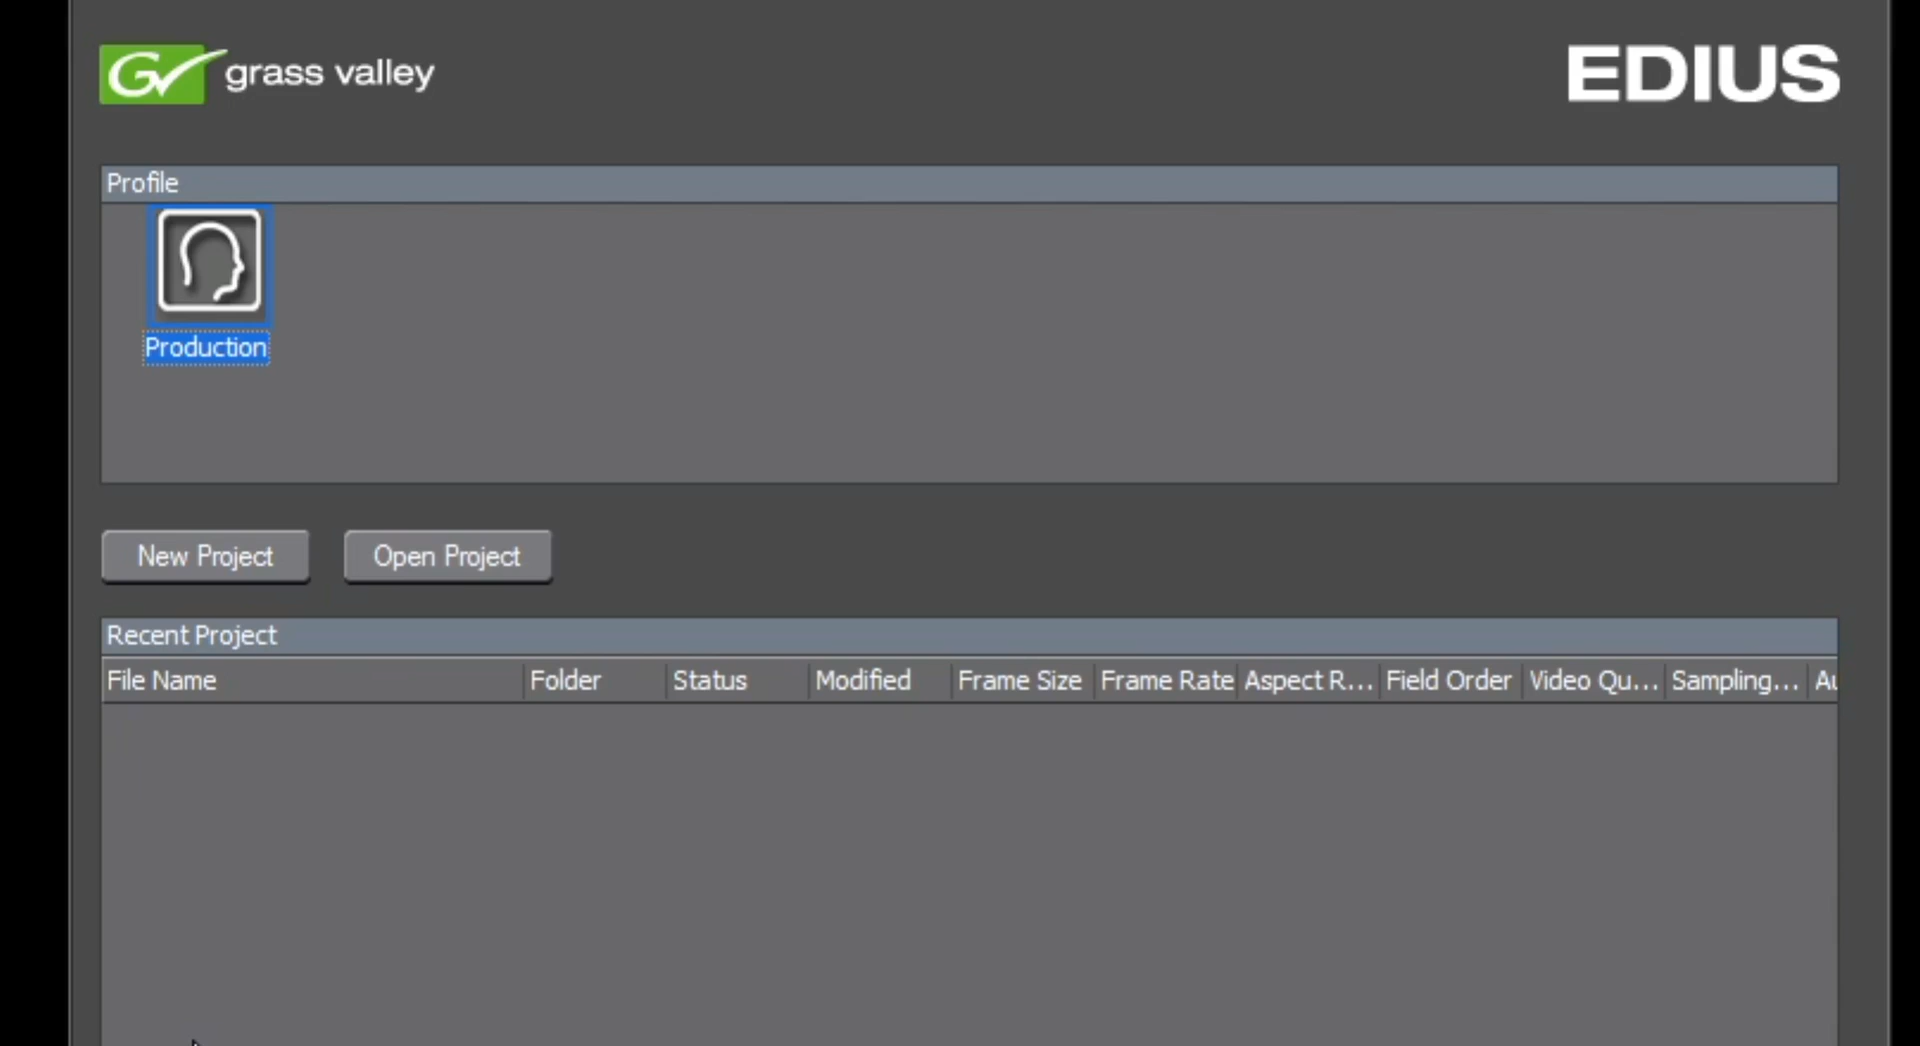 GV grass valley
EDIUS
Profile
Production
New Project
Open Project
Recent Project
File Name Folder Status Modified Frame Size Frame Rate Aspect R... Field Order Video Qu... Sampling...